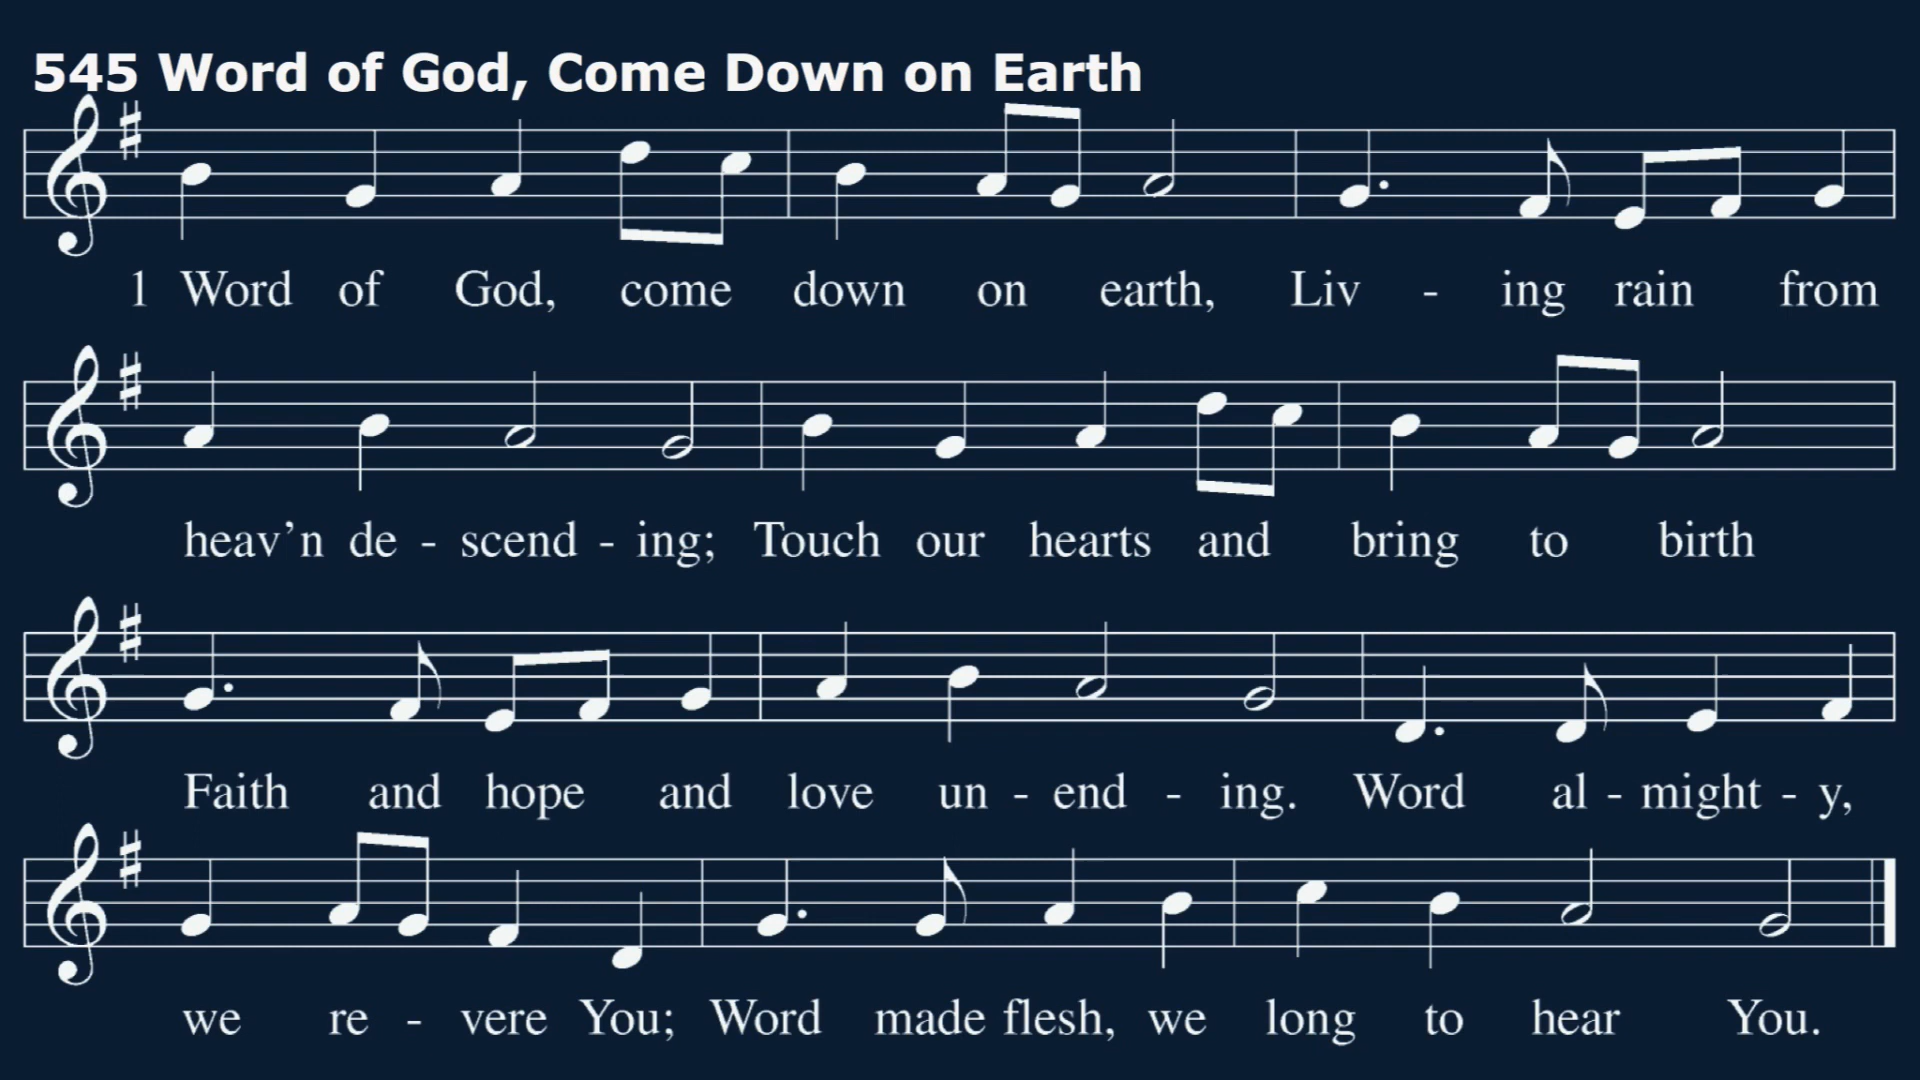 545 Word of God, Come Down on Earth
1 Word of God, come down on earth, Liv - ing rain from
heav’n de - scend - ing; Touch our hearts and bring to birth
Faith and hope and love un - end - ing. Word al - might - y,
we re - vere You; Word made flesh, we long to hear You.